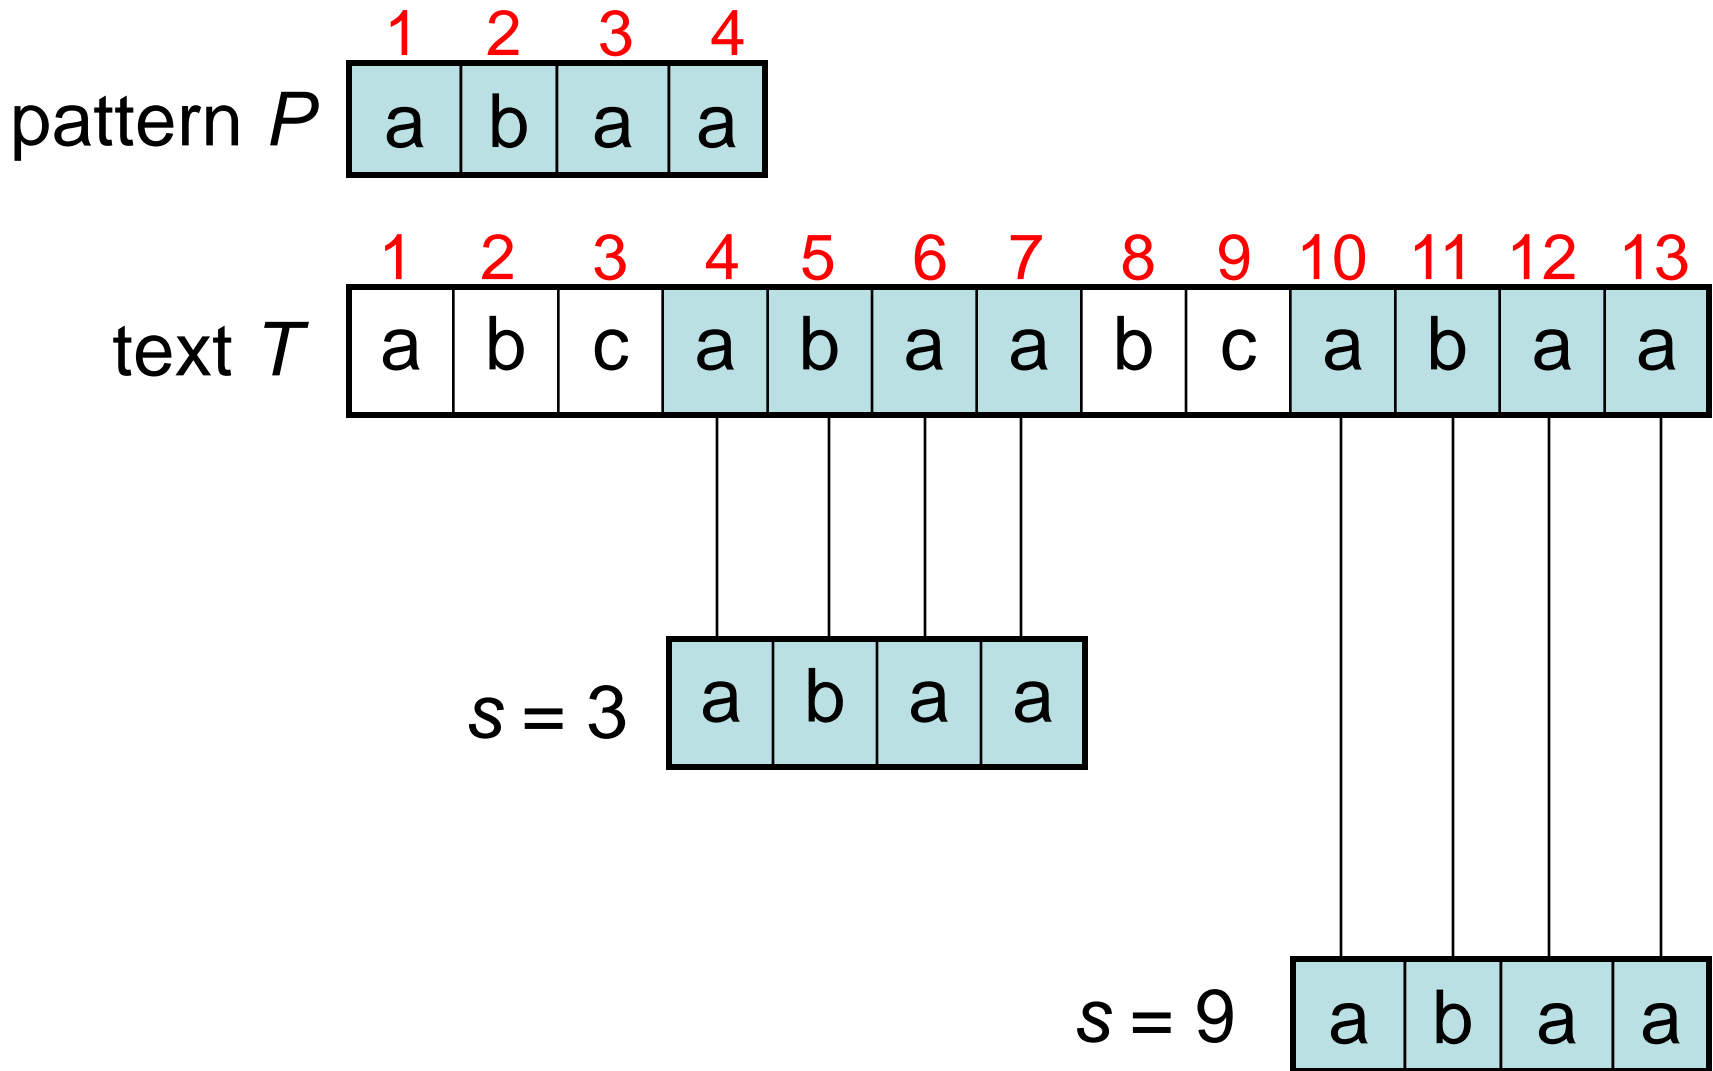 1 2 3 4
pattern P a b a a
1 2 3 4 5 6 7 8 9 10 11 12 13
text T a b c a b a a b c a b a a
s = 3 a b a a
s = 9 a b a a